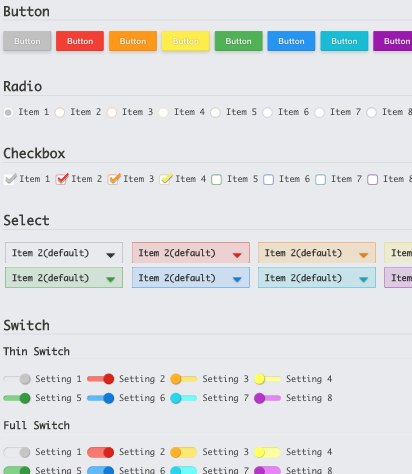 Button
Button Button Button Button Button Button Button Button
Radio
Item 1 Item 2 Item 3 Item 4 Item 5 Item 6 Item 7 Item 8
Checkbox
Item 1 Item 2 Item 3 Item 4 Item 5 Item 6 Item 7 Item 8
Select
Item 2(default) Item 2(default) Item 2(default) Item
Item 2(default) Item 2(default) Item 2(default) Item
Switch
Thin Switch
Setting 1 Setting 2 Setting 3 Setting 4
Setting 5 Setting 6 Setting 7 Setting 8
Full Switch
Setting 1 Setting 2 Setting 3 Setting 4
Setting 5 Setting 6 Setting 7 Setting 8